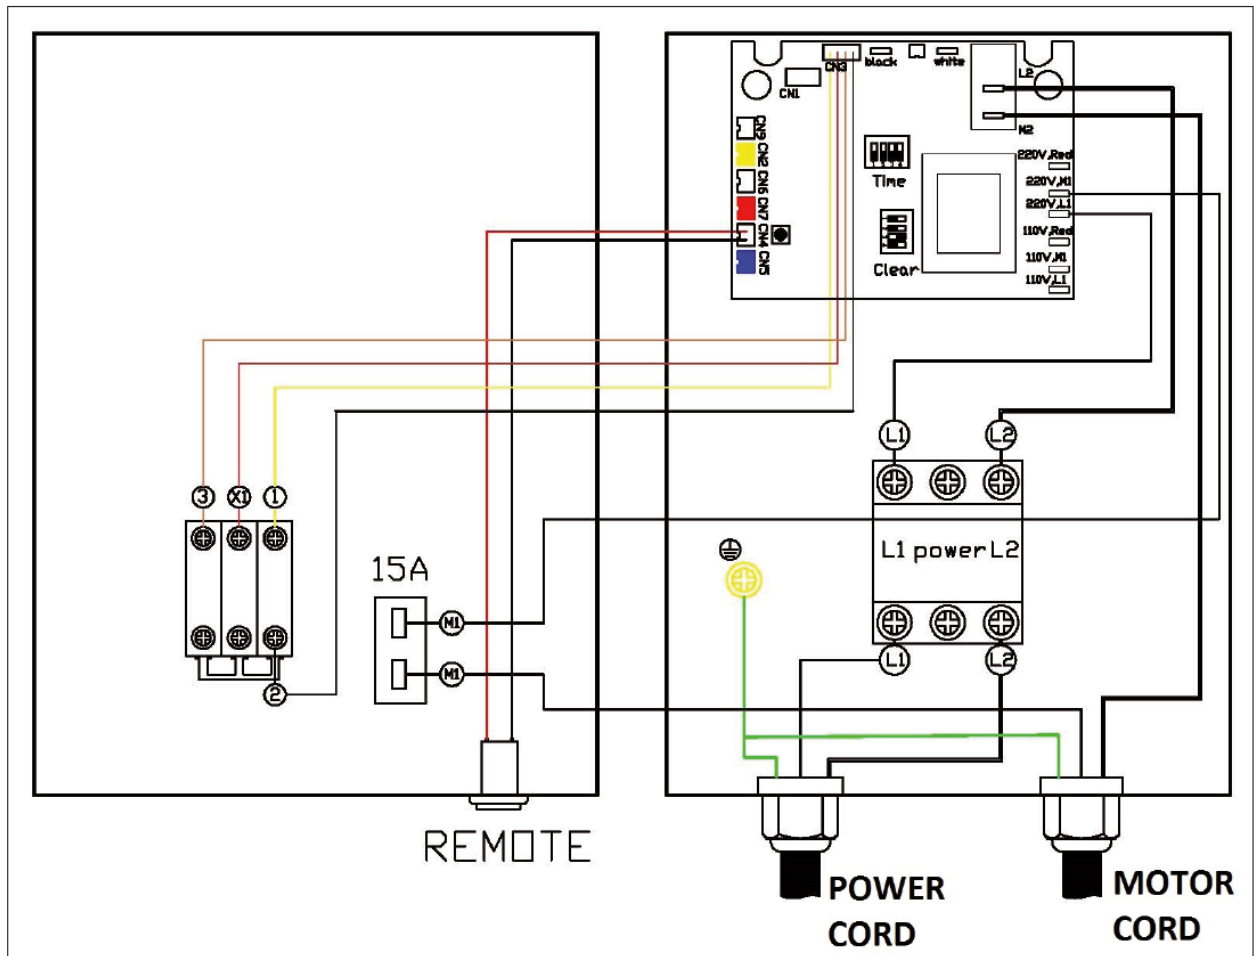 CN3
black
white
L2
CN1
M2
CN9
CN2
CN6
CN7
CN4
CN5
Time
Clear
220V,Red
220V,M1
220V,L1
110V,Red
110V,M1
110V,L1
L1
L2
3
X1
1
L1 power L2
15A
M1
M1
L1
L2
2
REMOTE
POWER
CORD
MOTOR
CORD